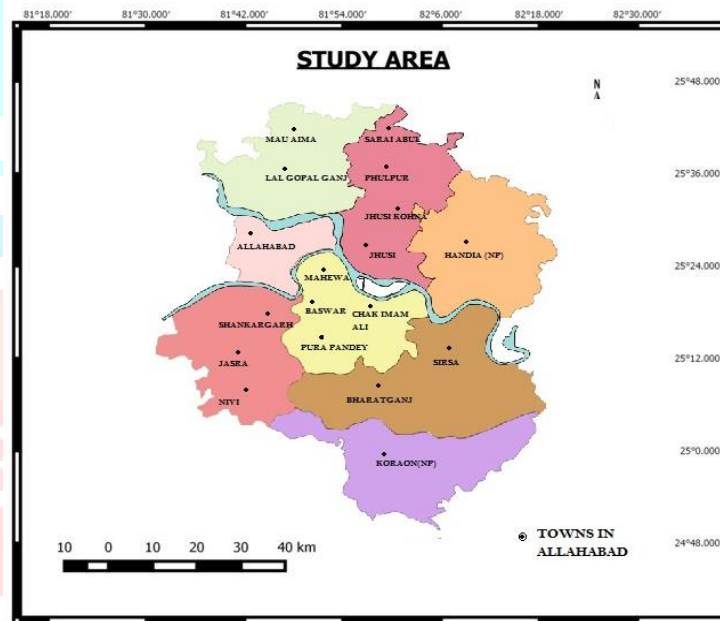 81°18.000' 81°30.000' 81°42.000' 81°54.000' 82°6.000' 82°18.000' 82°30.000'
STUDY AREA
N
A
25°48.000
25°36.000
25°24.000
25°12.000
25°0.000
24°48.000
MAU AIMA
SARAI ABUL
LAL GOPAL GANJ
PHULPUR
JHUSI KOHNA
ALLAHABAD
JHUSI
HANDIA (NP)
MAHEWA
BASWAR
CHAK IMAM
ALI
SHANKARGARH
PURA PANDEY
JASRA
SIRSA
NIVI
BHARATGANJ
KORAON(NP)
TOWNS IN
ALLAHABAD
10 0 10 20 30 40 km